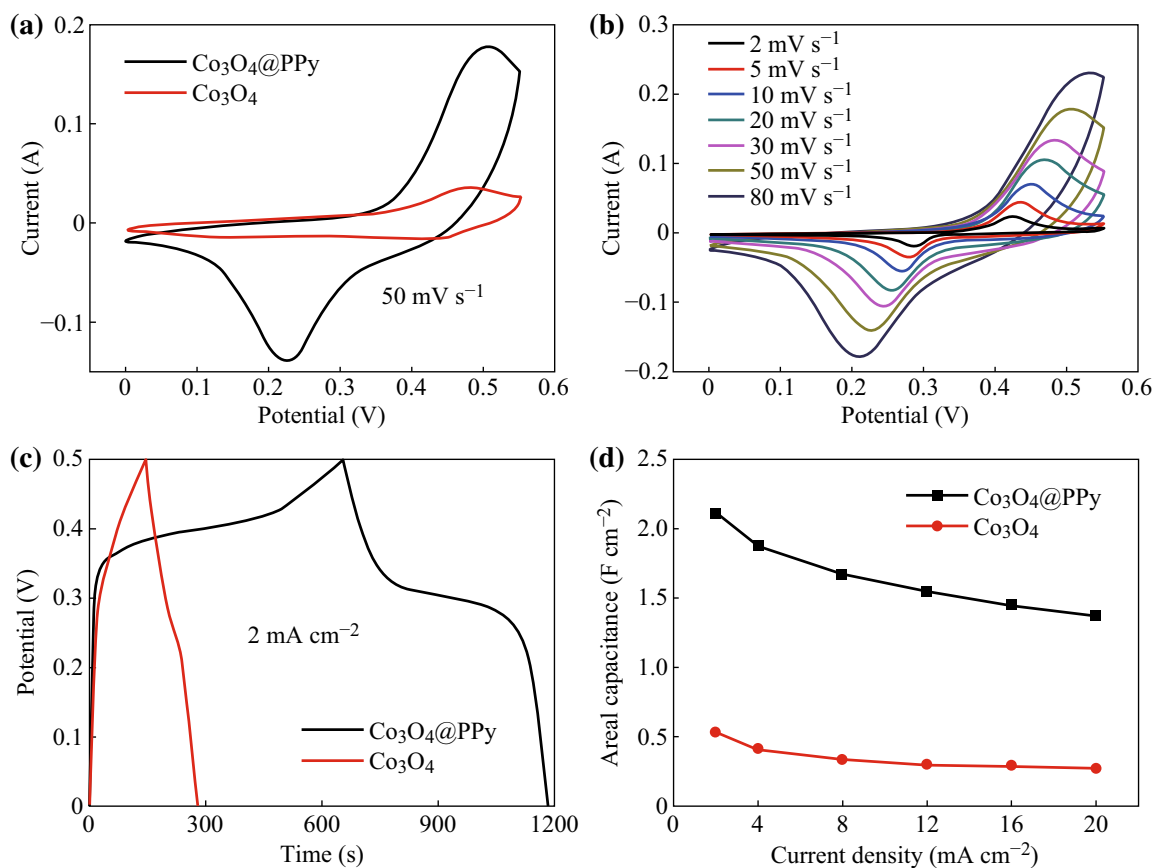 (a)
0.2
0.1
0
−0.1
Current (A)
Co₃O₄@PPy
Co₃O₄
50 mV s⁻¹
0 0.1 0.2 0.3 0.4 0.5 0.6
Potential (V)
(b)
0.3
0.2
0.1
0
−0.1
−0.2
Current (A)
2 mV s⁻¹
5 mV s⁻¹
10 mV s⁻¹
20 mV s⁻¹
30 mV s⁻¹
50 mV s⁻¹
80 mV s⁻¹
0 0.1 0.2 0.3 0.4 0.5 0.6
Potential (V)
(c)
0.5
0.4
0.3
0.2
0.1
0
Potential (V)
2 mA cm⁻²
Co₃O₄@PPy
Co₃O₄
0 300 600 900 1200
Time (s)
(d)
2.5
2.0
1.5
1.0
0.5
0
Areal capacitance (F cm⁻²)
Co₃O₄@PPy
Co₃O₄
4 8 12 16 20
Current density (mA cm⁻²)